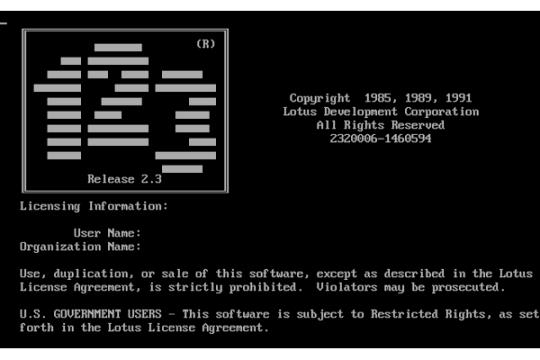 (R)
123
Release 2.3
Copyright 1985, 1989, 1991
Lotus Development Corporation
All Rights Reserved
2320006-1460594
Licensing Information:
User Name:
Organization Name:
Use, duplication, or sale of this software, except as described in the Lotus
License Agreement, is strictly prohibited. Violators may be prosecuted.
U.S. GOVERNMENT USERS - This software is subject to Restricted Rights, as set
forth in the Lotus License Agreement.